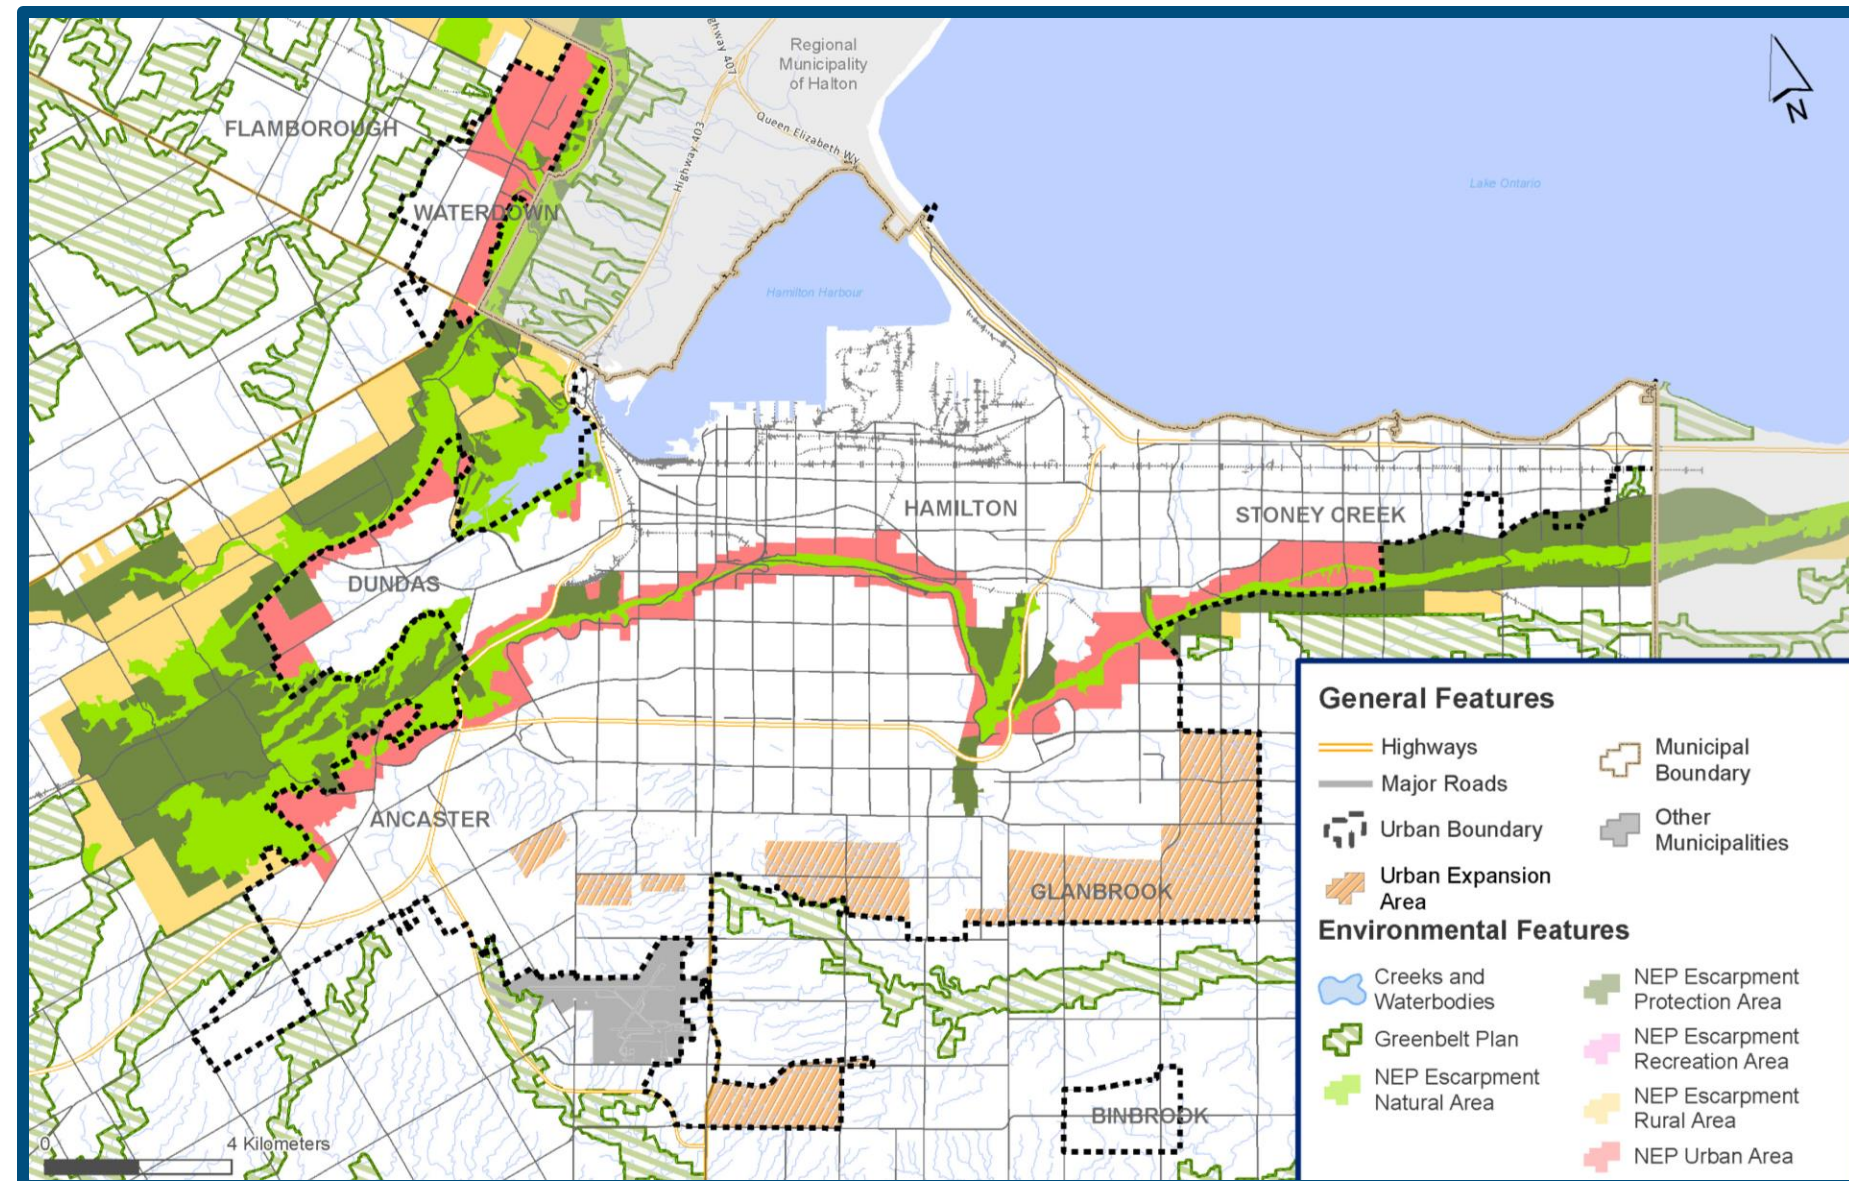 Regional
Municipality
of Halton
Highway 407
Queen Elizabeth Wy
Highway 403
N
FLAMBOROUGH
WATERDOWN
Lake Ontario
Hamilton Harbour
HAMILTON
STONEY CREEK
DUNDAS
ANCASTER
GLANBROOK
BINBROOK
0
4 Kilometers
General Features
Highways
Major Roads
Urban Boundary
Urban Expansion
Area
Municipal
Boundary
Other
Municipalities
Environmental Features
Creeks and
Waterbodies
Greenbelt Plan
NEP Escarpment
Natural Area
NEP Escarpment
Protection Area
NEP Escarpment
Recreation Area
NEP Escarpment
Rural Area
NEP Urban Area